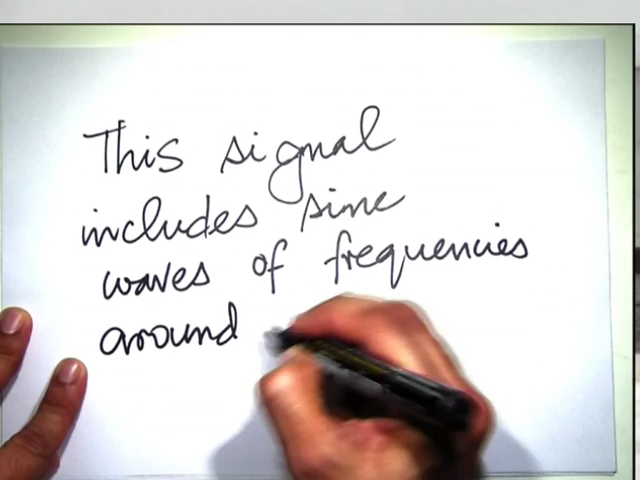 This signal
includes sine
waves of frequencies
around